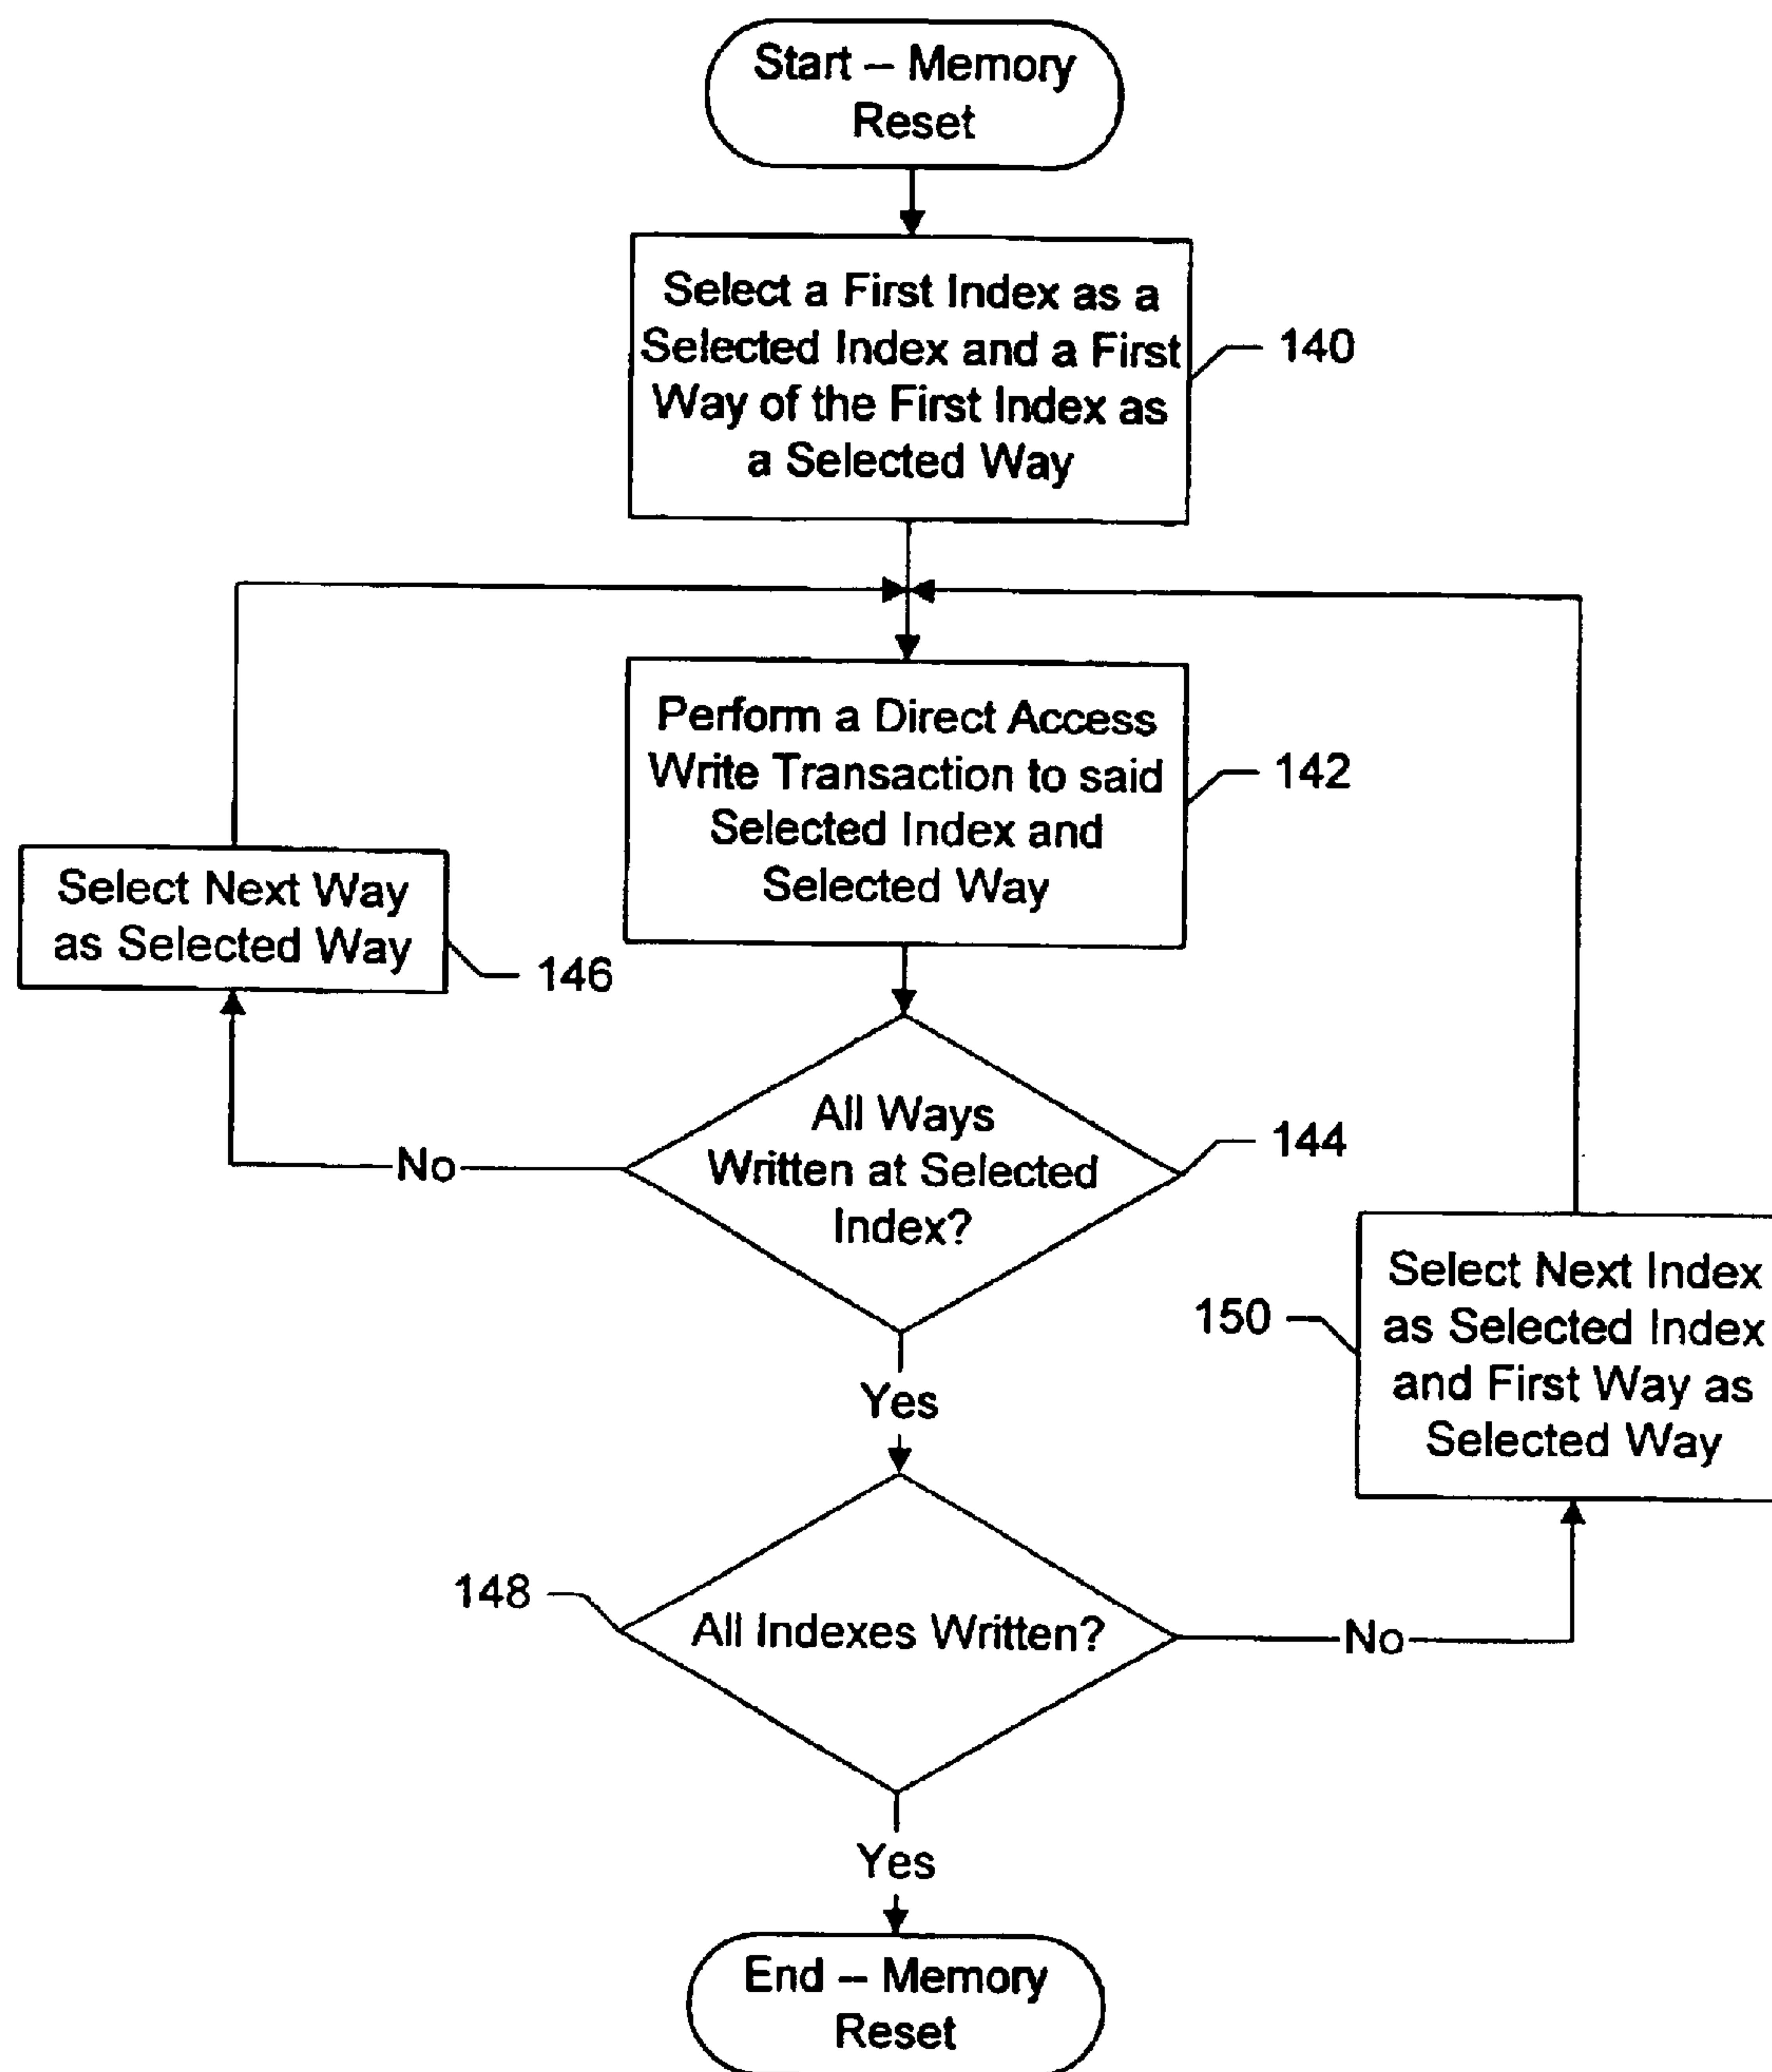 Start – Memory
Reset
Select a First Index as a
Selected Index and a First
Way of the First Index as
a Selected Way
140
Perform a Direct Access
Write Transaction to said
Selected Index and
Selected Way
142
Select Next Way
as Selected Way
146
All Ways
Written at Selected
Index?
144
No
Yes
Select Next Index
as Selected Index
and First Way as
Selected Way
150
148
All Indexes Written?
No
Yes
End – Memory
Reset